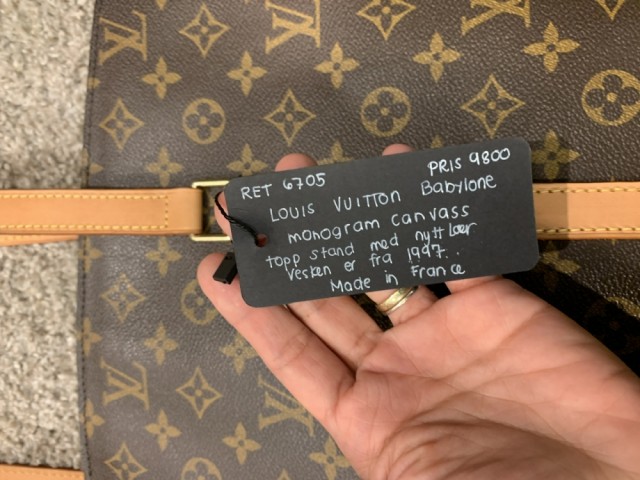 RET 6705 PRIS 9800
LOUIS VUITTON Babylone
monogram canvass
topp stand med nytt Lær
Vesken er fra 1997..
Made in France